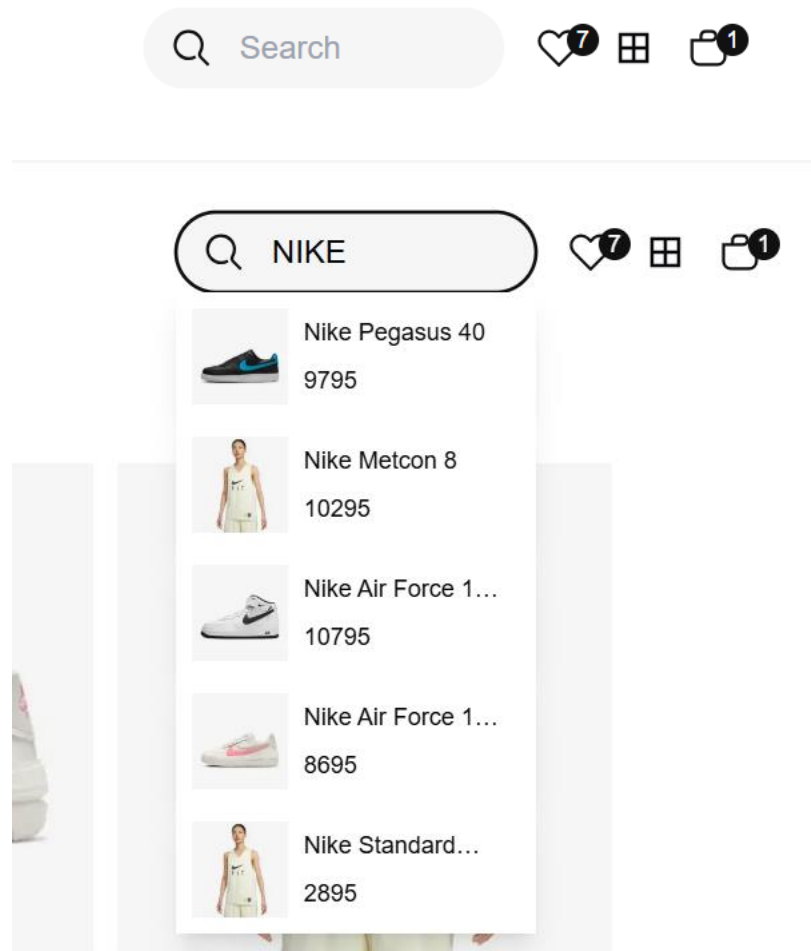 Search
7
1
NIKE
7
1
Nike Pegasus 40
9795
Nike Metcon 8
10295
Nike Air Force 1...
10795
Nike Air Force 1...
8695
Nike Standard...
2895